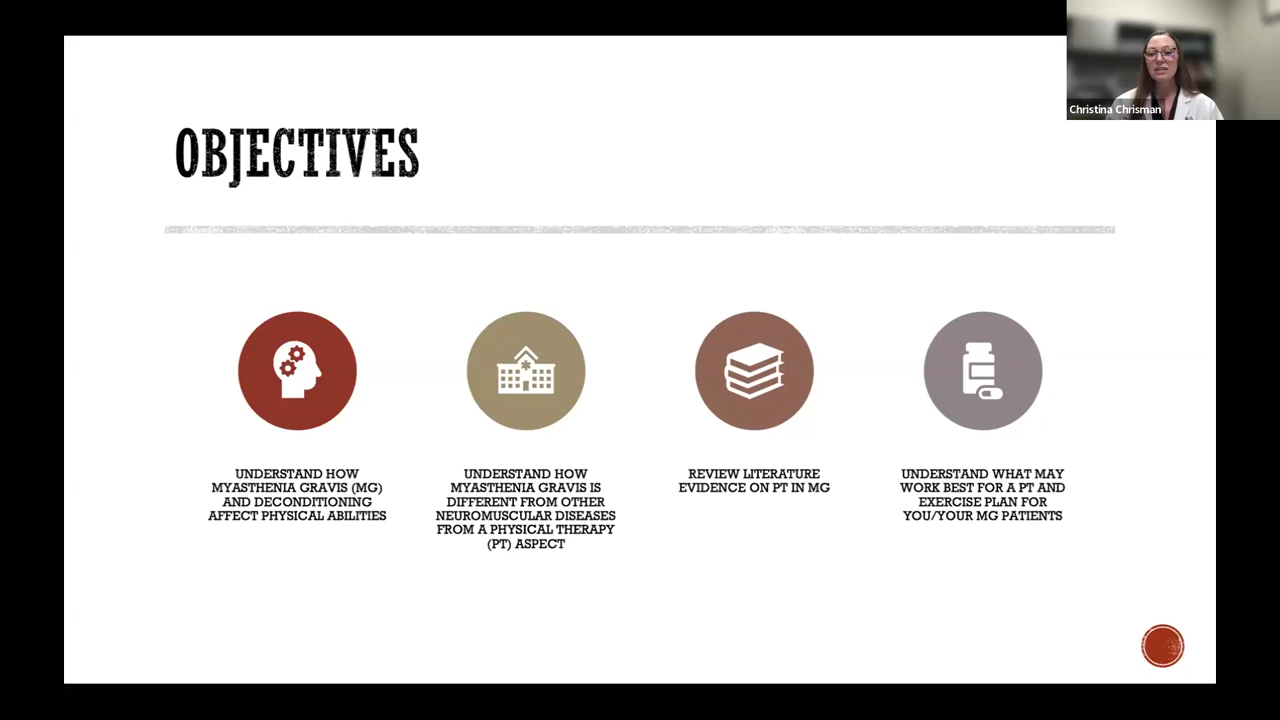 Christina Chrisman
OBJECTIVES
UNDERSTAND HOW
MYASTHENIA GRAVIS (MG)
AND DECONDITIONING
AFFECT PHYSICAL ABILITIES
UNDERSTAND HOW
MYASTHENIA GRAVIS IS
DIFFERENT FROM OTHER
NEUROMUSCULAR DISEASES
FROM A PHYSICAL THERAPY
(PT) ASPECT
REVIEW LITERATURE
EVIDENCE ON PT IN MG
UNDERSTAND WHAT MAY
WORK BEST FOR A PT AND
EXERCISE PLAN FOR
YOU/YOUR MG PATIENTS